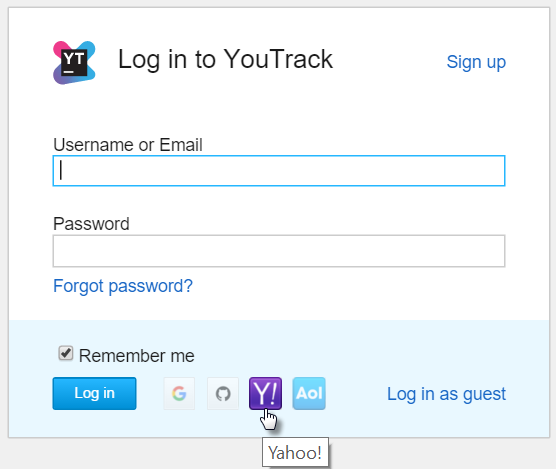 YT
Log in to YouTrack
Sign up
Username or Email
Password
Forgot password?
Remember me
Log in
G
Y!
Aol
Log in as guest
Yahoo!